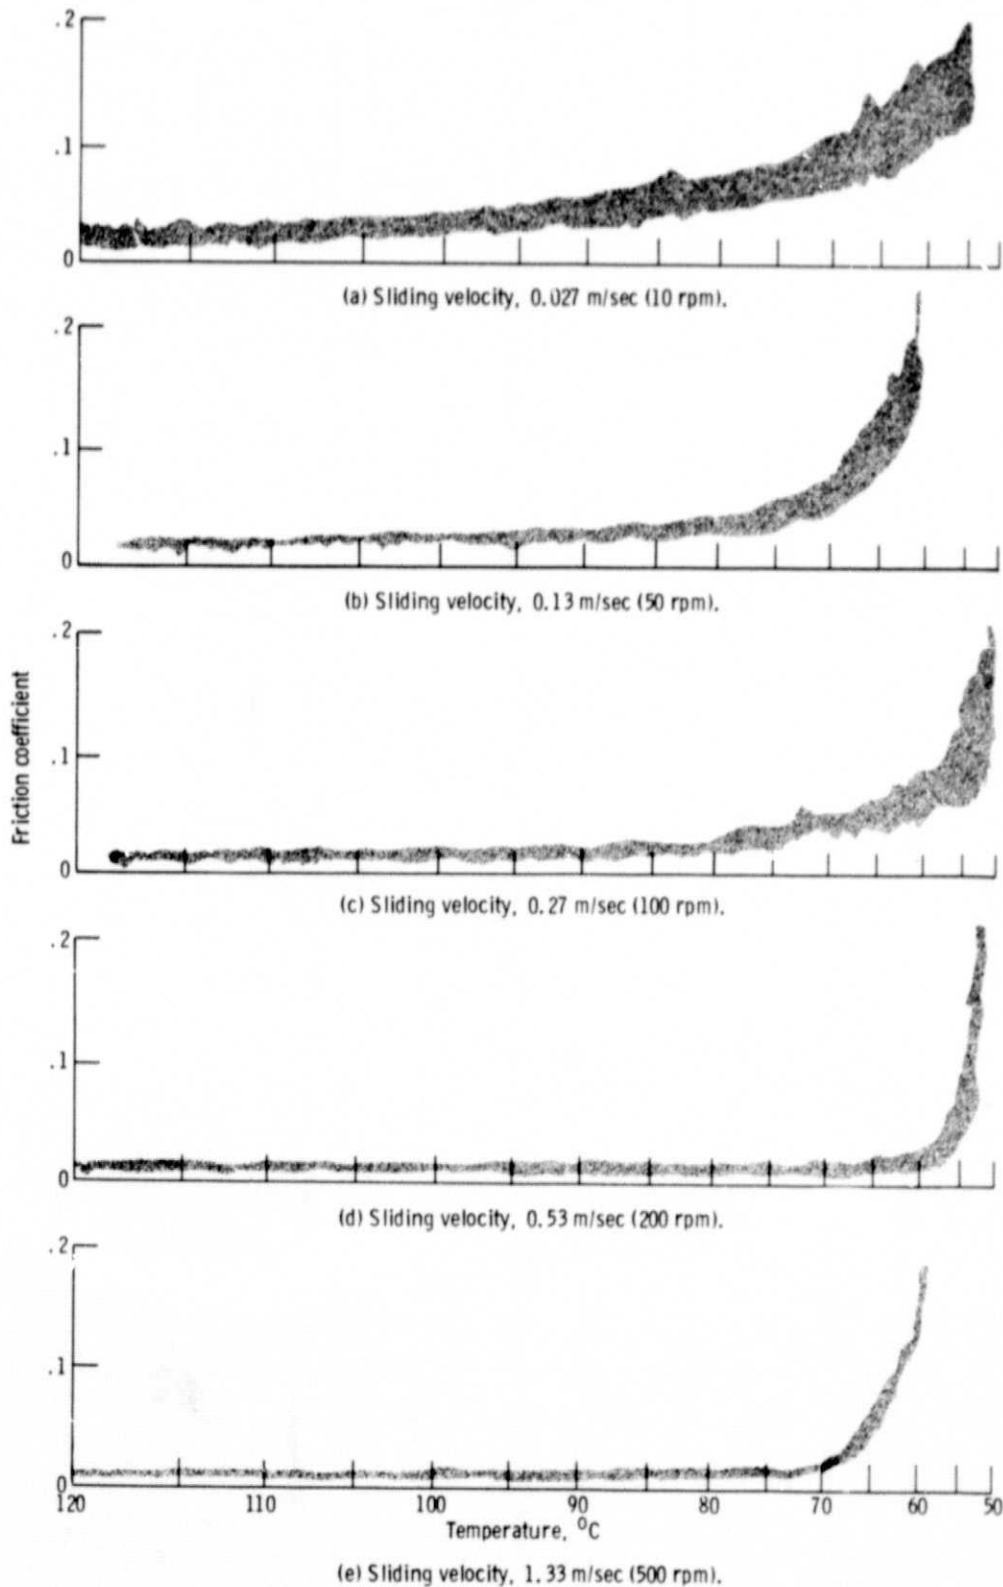 .2
.1
0
(a) Sliding velocity, 0.027 m/sec (10 rpm).
.2
.1
0
(b) Sliding velocity, 0.13 m/sec (50 rpm).
.2
.1
0
Friction coefficient
(c) Sliding velocity, 0.27 m/sec (100 rpm).
.2
.1
0
(d) Sliding velocity, 0.53 m/sec (200 rpm).
.2
.1
0
120 110 100 90 80 70 60 50
Temperature, °C
(e) Sliding velocity, 1.33 m/sec (500 rpm).